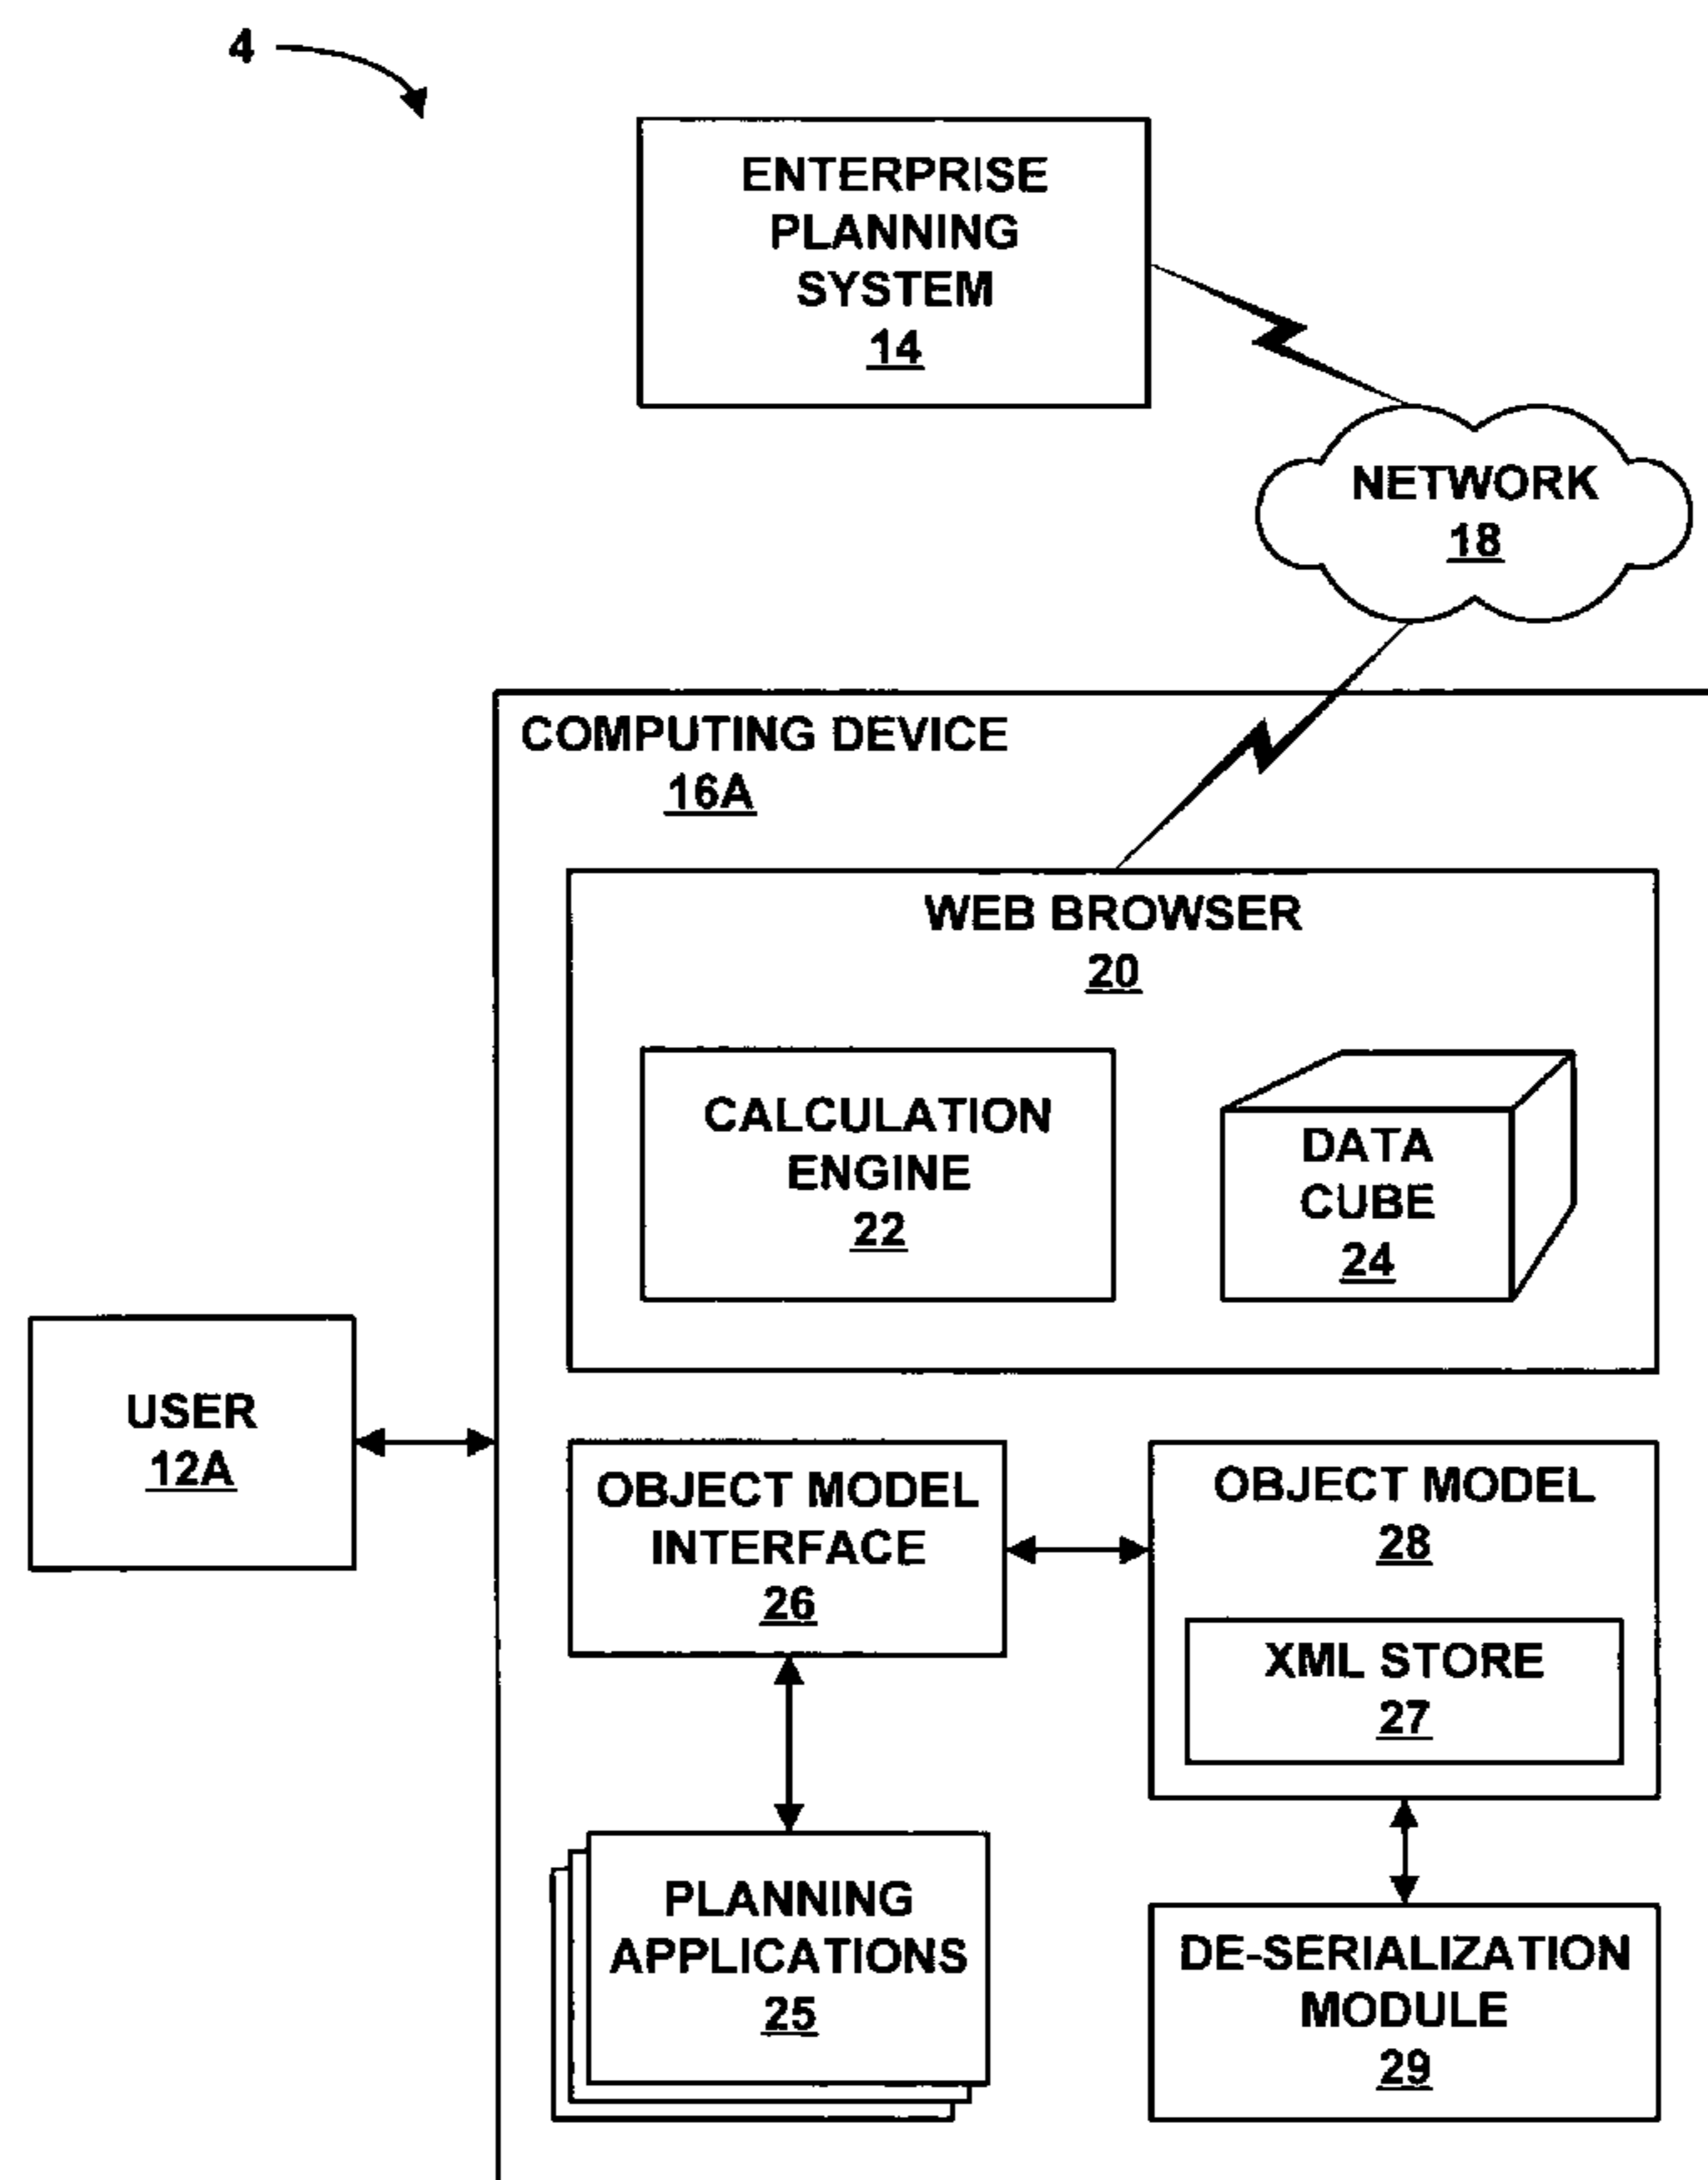 4
ENTERPRISE
PLANNING
SYSTEM
14
NETWORK
18
COMPUTING DEVICE
16A
WEB BROWSER
20
CALCULATION
ENGINE
22
DATA
CUBE
24
USER
12A
OBJECT MODEL
INTERFACE
26
OBJECT MODEL
28
XML STORE
27
PLANNING
APPLICATIONS
25
DE-SERIALIZATION
MODULE
29